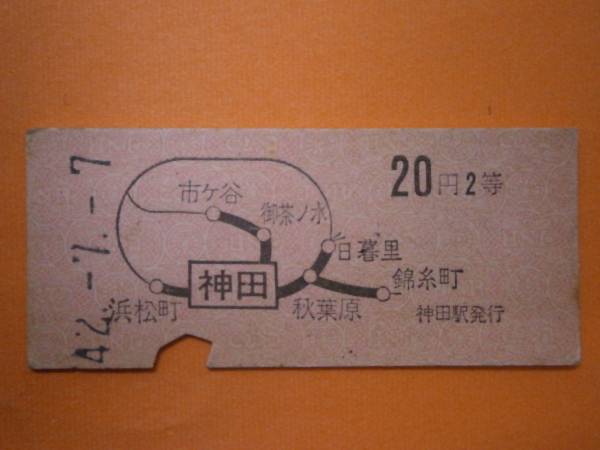 42.-7.-7
20円2等
市ケ谷
御茶ノ水
日暮里
神田
錦糸町
浜松町
秋葉原
神田駅発行